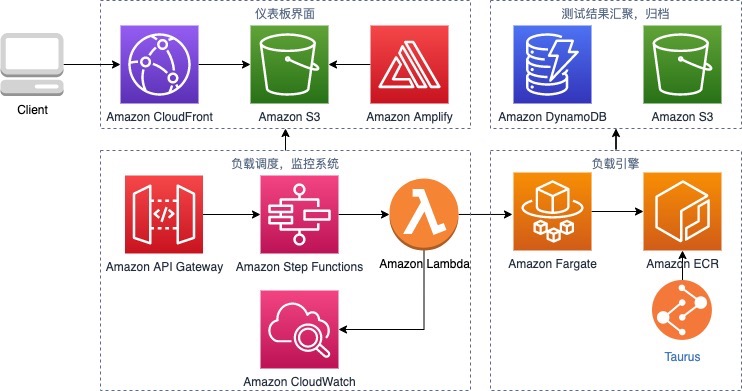 仪表板界面
测试结果汇聚，归档
Client
Amazon CloudFront
Amazon S3
Amazon Amplify
Amazon DynamoDB
Amazon S3
负载调度，监控系统
负载引擎
Amazon API Gateway
Amazon Step Functions
Amazon Lambda
Amazon Fargate
Amazon ECR
Taurus
Amazon CloudWatch